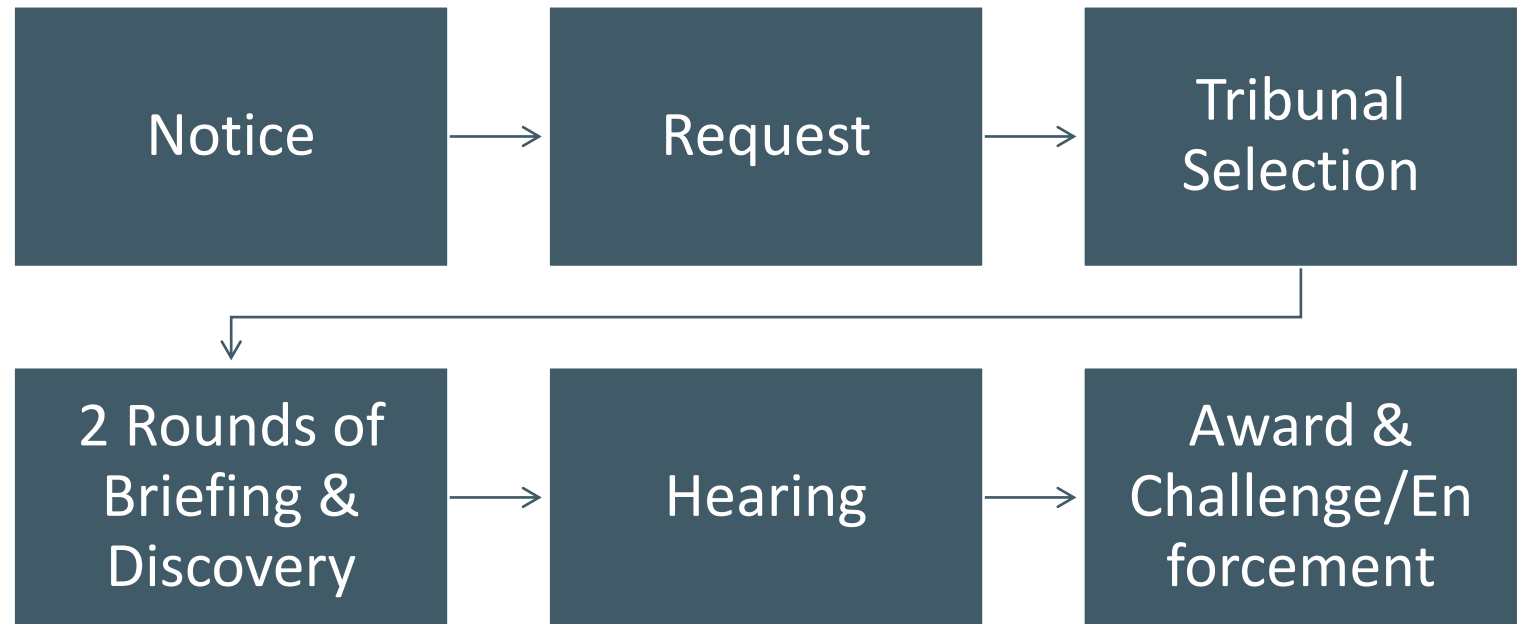 Notice
Request
Tribunal
Selection
2 Rounds of
Briefing &
Discovery
Hearing
Award &
Challenge/En
forcement